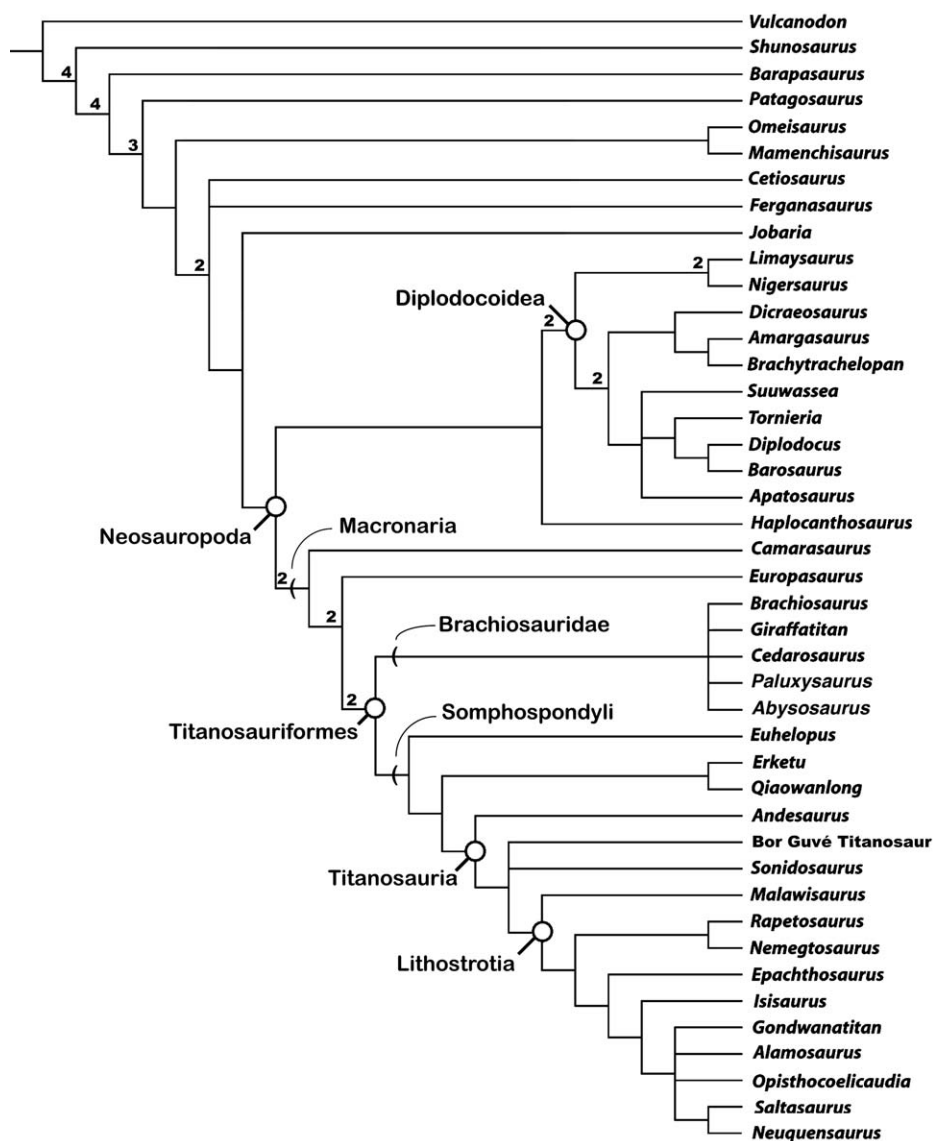 Vulcanodon
Shunosaurus
4
Barapasaurus
4
Patagosaurus
3
Omeisaurus
Mamenchisaurus
Cetiosaurus
Ferganasaurus
Jobaria
2
Limaysaurus
2
Nigersaurus
Diplodocoidea
2
Dicraeosaurus
Amargasaurus
Brachytrachelopan
2
Suuwassea
Tornieria
Diplodocus
Barosaurus
Apatosaurus
Haplocanthosaurus
Neosauropoda
Macronaria
2
Camarasaurus
Europasaurus
2
Brachiosaurus
Brachiosauridae
Giraffatitan
Cedarosaurus
Paluxysaurus
2
Abysosaurus
Titanosauriformes
Somphospondyli
Euhelopus
Erketu
Qiaowanlong
Andesaurus
Bor Guvé Titanosaur
Titanosauria
Sonidosaurus
Malawisaurus
Rapetosaurus
Nemegtosaurus
Lithostrotia
Epachthosaurus
Isisaurus
Gondwanatitan
Alamosaurus
Opisthocoelicaudia
Saltasaurus
Neuquensaurus